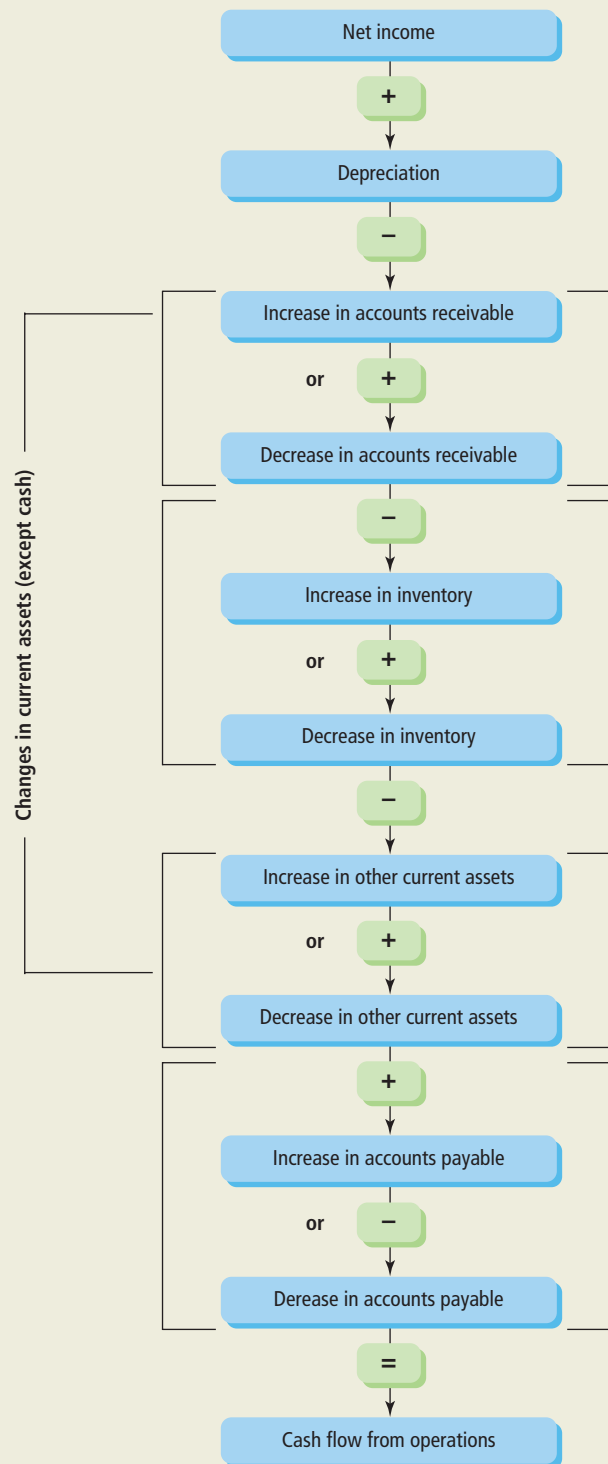 Net income
+
Depreciation
–
Increase in accounts receivable
or +
Decrease in accounts receivable
–
Increase in inventory
or +
Decrease in inventory
–
Increase in other current assets
or +
Decrease in other current assets
+
Increase in accounts payable
or –
Derease in accounts payable
=
Cash flow from operations
Changes in current assets (except cash)